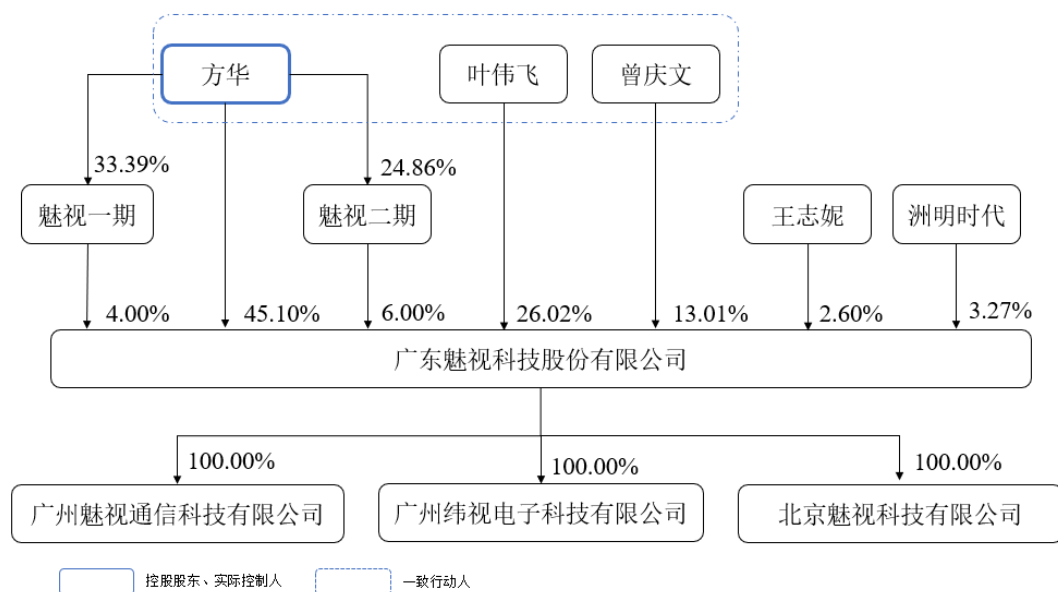 方华
叶伟飞
曾庆文
33.39%
24.86%
魅视一期
魅视二期
王志妮
洲明时代
4.00%
45.10%
6.00%
26.02%
13.01%
2.60%
3.27%
广东魅视科技股份有限公司
100.00%
100.00%
100.00%
广州魅视通信科技有限公司
广州纬视电子科技有限公司
北京魅视科技有限公司
控股股东、实际控制人
一致行动人